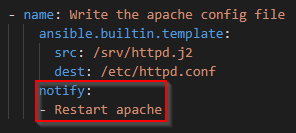 - name: Write the apache config file
  ansible.builtin.template:
    src: /srv/httpd.j2
    dest: /etc/httpd.conf
  notify:
  - Restart apache